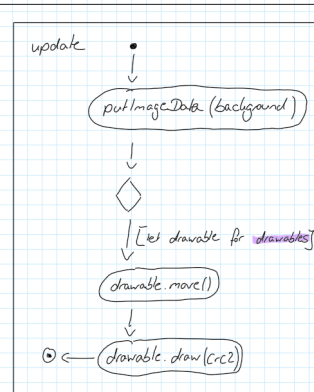 update
putImageData (background)
[let drawable for drawables]
drawable.move()
drawable.draw(crc2)